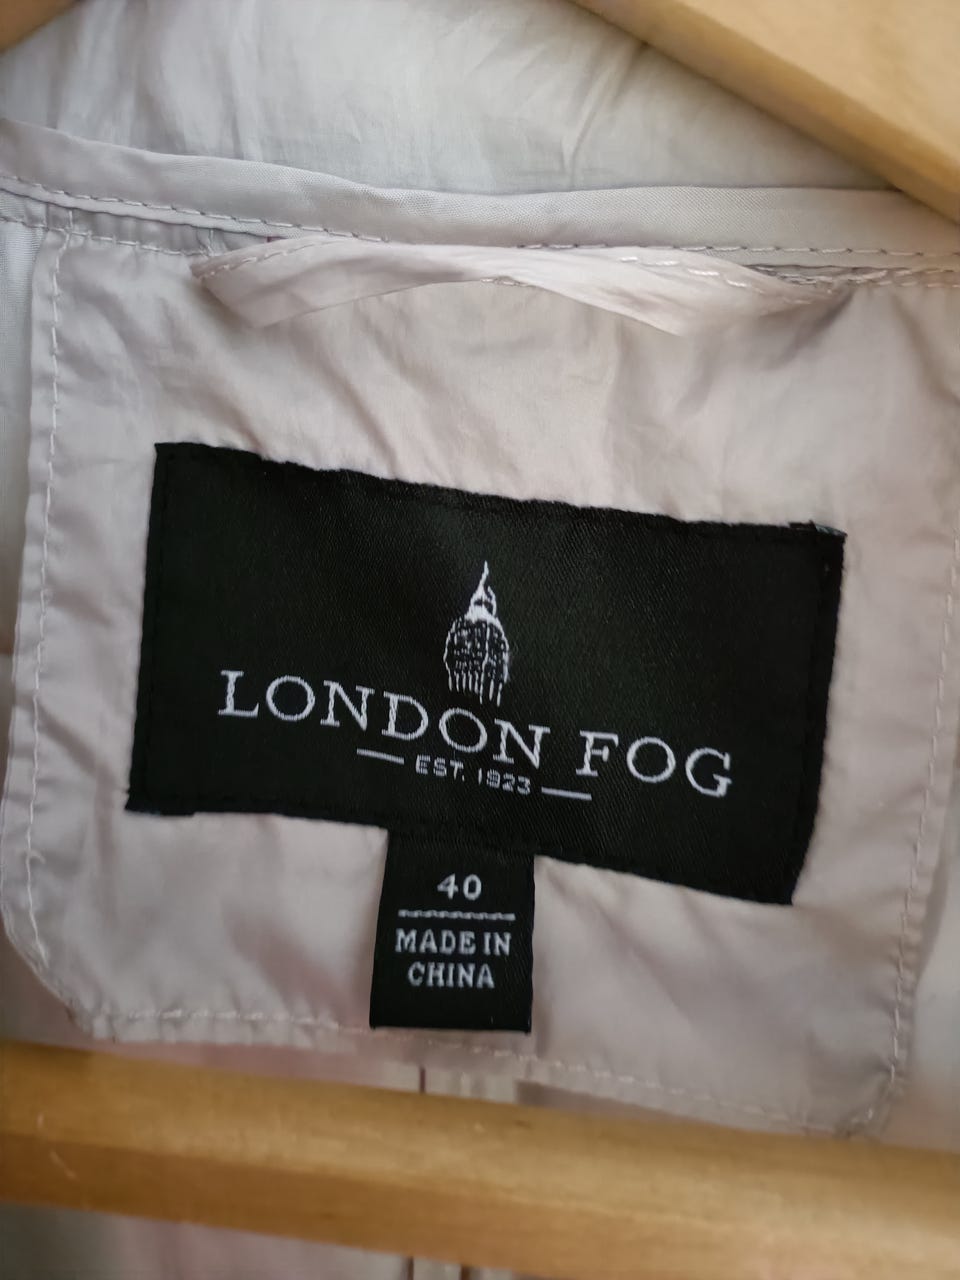 LONDON FOG
EST. 1923
40
MADE IN
CHINA